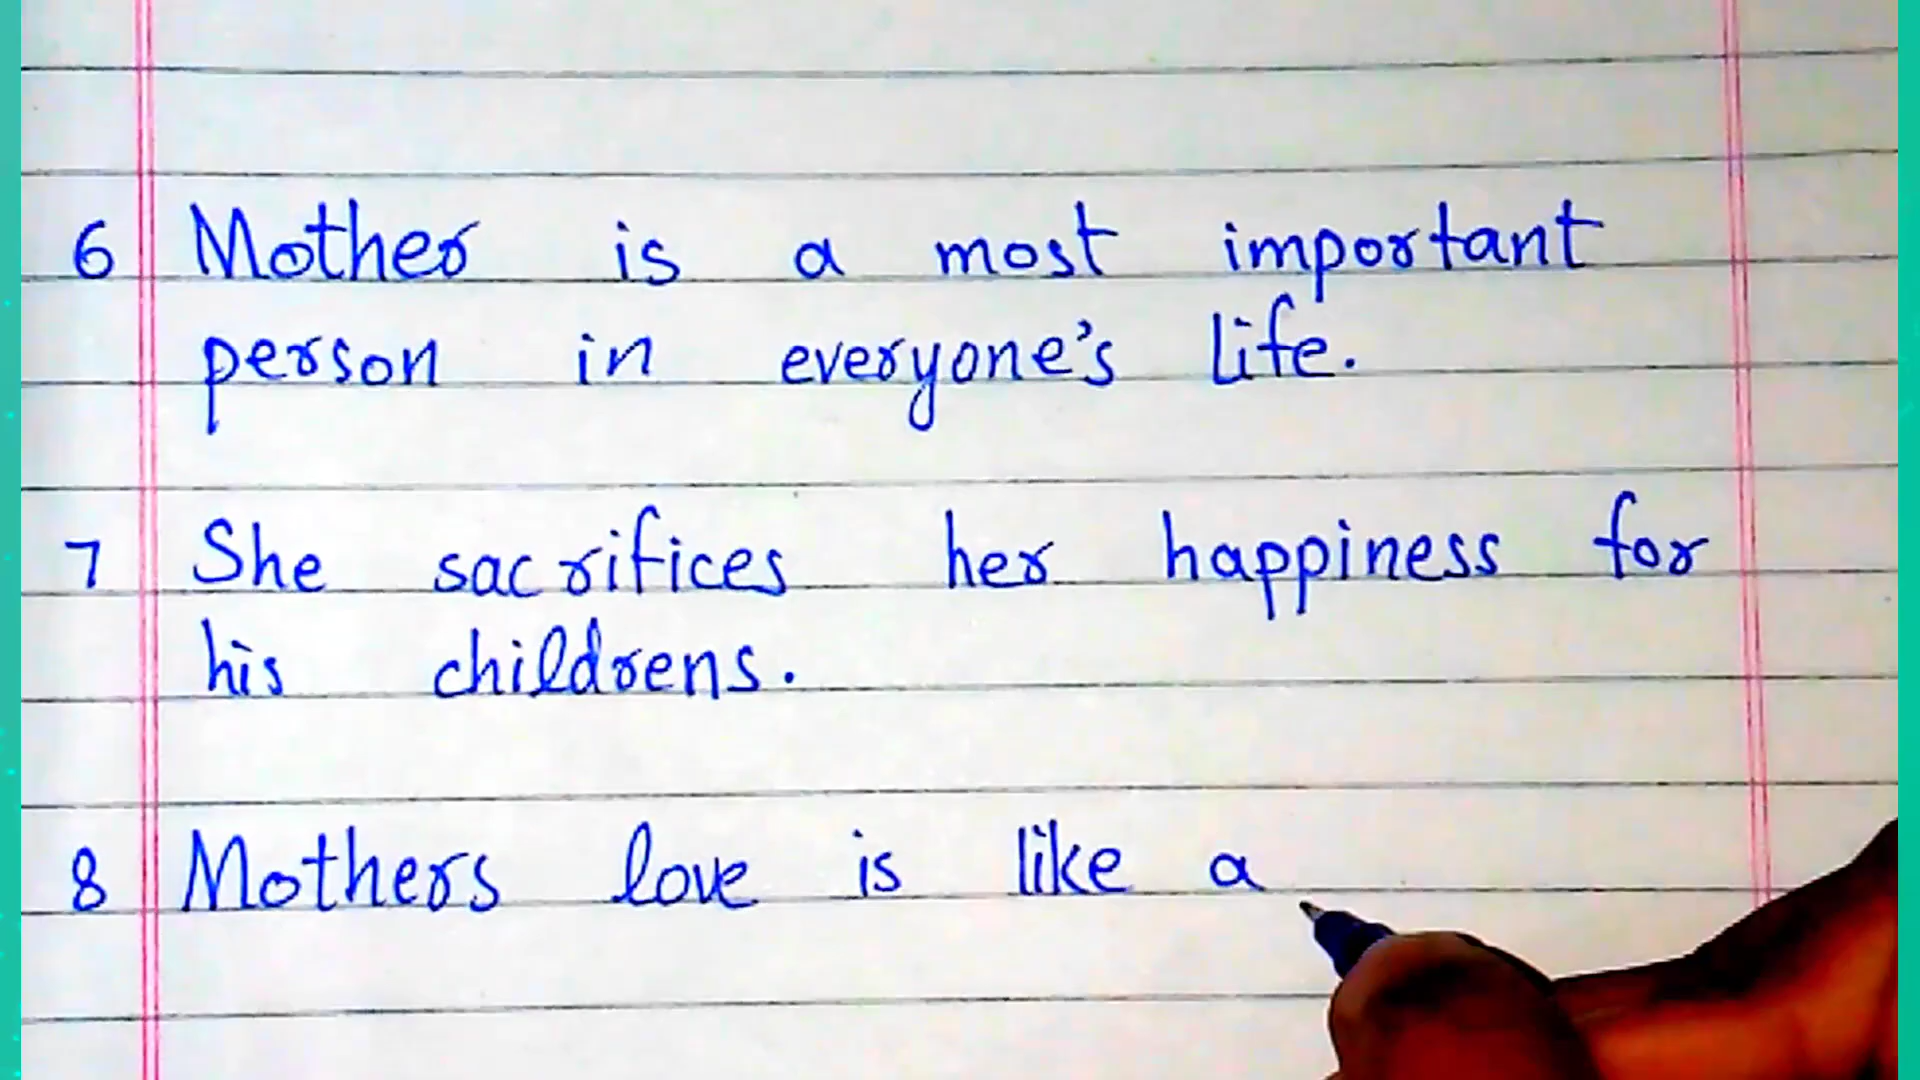 6 Mother is a most important
person in everyone's life.
7 She sacrifices her happiness for
his childrens.
8 Mothers love is like a